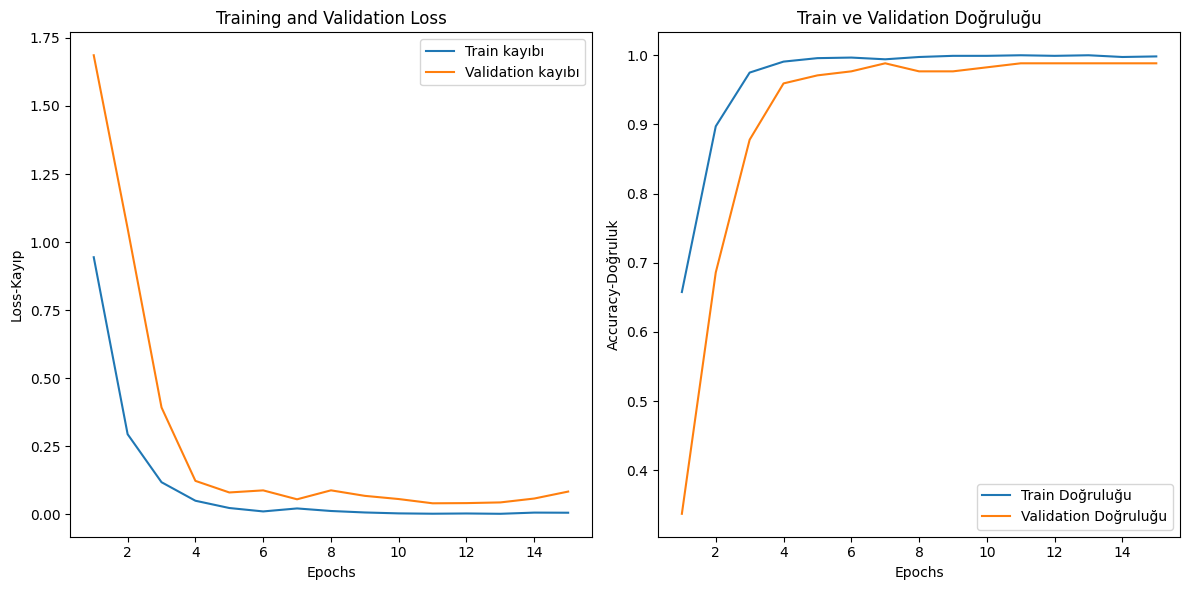 Training and Validation Loss
1.75
1.50
1.25
1.00
0.75
0.50
0.25
0.00
Loss-Kayıp
2 4 6 8 10 12 14
Epochs
Train kayıbı
Validation kayıbı
Train ve Validation Doğruluğu
1.0
0.9
0.8
0.7
0.6
0.5
0.4
Accuracy-Doğruluk
2 4 6 8 10 12 14
Epochs
Train Doğruluğu
Validation Doğruluğu